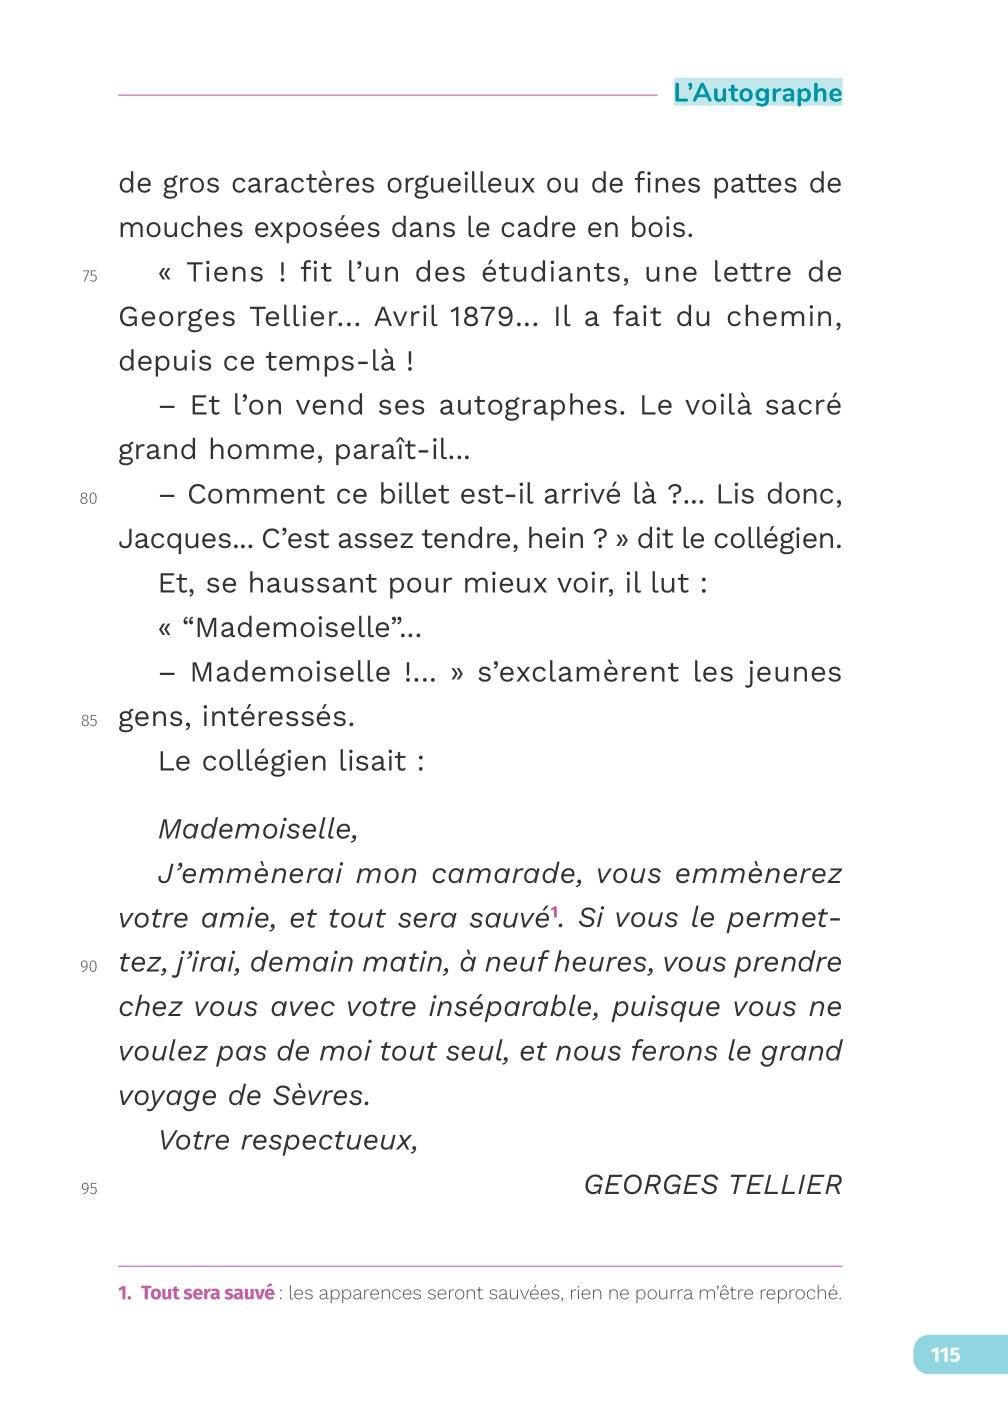 L’Autographe
de gros caractères orgueilleux ou de fines pattes de
mouches exposées dans le cadre en bois.
75 « Tiens ! fit l’un des étudiants, une lettre de
Georges Tellier... Avril 1879... Il a fait du chemin,
depuis ce temps-là !
– Et l’on vend ses autographes. Le voilà sacré
grand homme, paraît-il...
80 – Comment ce billet est-il arrivé là ?... Lis donc,
Jacques... C’est assez tendre, hein ? » dit le collégien.
Et, se haussant pour mieux voir, il lut :
« “Mademoiselle”...
– Mademoiselle !... » s’exclamèrent les jeunes
85 gens, intéressés.
Le collégien lisait :
Mademoiselle,
J’emmènerai mon camarade, vous emmènerez
votre amie, et tout sera sauvé¹. Si vous le permet-
90 tez, j’irai, demain matin, à neuf heures, vous prendre
chez vous avec votre inséparable, puisque vous ne
voulez pas de moi tout seul, et nous ferons le grand
voyage de Sèvres.
Votre respectueux,
95 GEORGES TELLIER
1. Tout sera sauvé : les apparences seront sauvées, rien ne pourra m’être reproché.
115